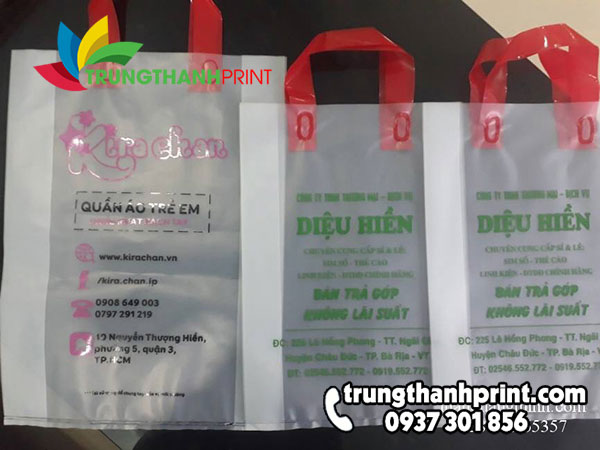 TRUNGTHANHPRINT
Kira chan
QUẦN ÁO TRẺ EM
www.kirachan.vn
/kira.chan.ip
0908 649 003
0797 291 219
Nguyễn Thượng Hiền,
phường 5, quận 3,
TP.HCM
CÔNG TY TNHH THƯƠNG MẠI - DỊCH VỤ
DIỆU HIỀN
CHUYÊN CUNG CẤP SỈ & LẺ:
SIM SỐ - THẺ CÀO
LINH KIỆN - ĐTDD CHÍNH HÃNG
BÁN TRẢ GÓP
KHÔNG LÃI SUẤT
ĐC: 225 Lê Hồng Phong - TT. Ngãi
Huyện Châu Đức - TP. Bà Rịa - VT
ĐT: 02546.552.772 - 0919.552.77
CÔNG TY TNHH THƯƠNG MẠI - DỊCH VỤ
DIỆU HIỀN
CHUYÊN CUNG CẤP SỈ & LẺ:
SIM SỐ - THẺ CÀO
LINH KIỆN - ĐTDD CHÍNH HÃNG
BÁN TRẢ GÓP
KHÔNG LÃI SUẤT
ĐC: 225 Lê Hồng Phong - TT. Ngãi
Huyện Châu Đức - TP. Bà Rịa - VT
ĐT: 02546.552.772 - 0919.552
trungthanhprint.com
0937 301 856